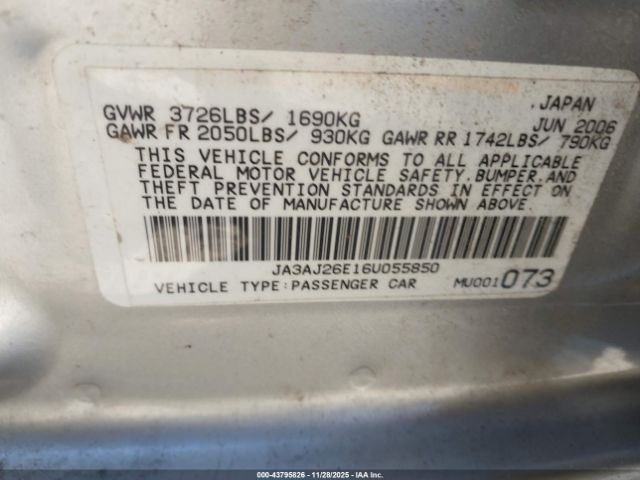 .JAPAN
GVWR 3726LBS/ 1690KG JUN 2006
GAWR FR 2050LBS/ 930KG GAWR RR 1742LBS/ 790KG
THIS VEHICLE CONFORMS TO ALL APPLICABLE
FEDERAL MOTOR VEHICLE SAFETY.BUMPER.AND
THEFT PREVENTION STANDARDS IN EFFECT ON
THE DATE OF MANUFACTURE SHOWN ABOVE.
JA3AJ26E16U055850
VEHICLE TYPE:PASSENGER CAR MU001073
000-43795826 | 11/28/2025 | IAAI.com